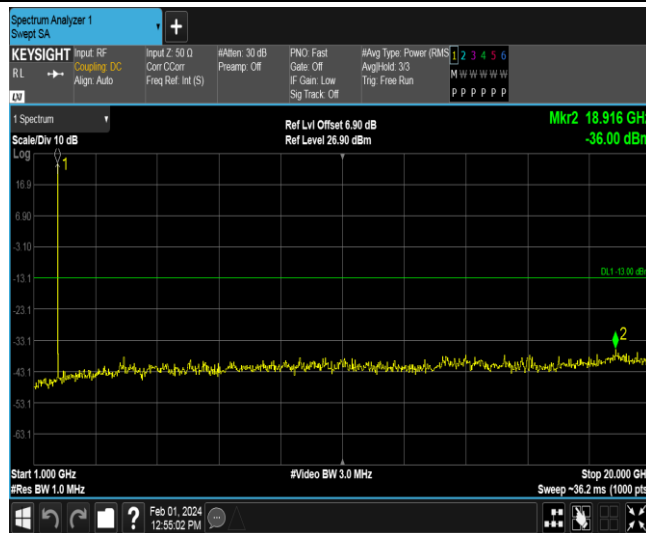 Spectrum Analyzer 1
Swept SA
+
KEYSIGHT
RL
LXI
Input: RF
Coupling: DC
Align: Auto
Input Z: 50 Ω
Corr CCorr
Freq Ref: Int (S)
#Atten: 30 dB
Preamp: Off
PNO: Fast
Gate: Off
IF Gain: Low
Sig Track: Off
#Avg Type: Power (RMS
Avg|Hold: 3/3
Trig: Free Run
1 2 3 4 5 6
M W W W W W
P P P P P P
1 Spectrum
Scale/Div 10 dB
Log
Ref Lvl Offset 6.90 dB
Ref Level 26.90 dBm
Mkr2 18.916 GHz
-36.00 dBm
1
16.9
6.90
-3.10
-13.1
DL1 -13.00 dBm
-23.1
-33.1
2
-43.1
-53.1
-63.1
Start 1.000 GHz
#Res BW 1.0 MHz
#Video BW 3.0 MHz
Stop 20.000 GHz
Sweep ~36.2 ms (1000 pts)
?
Feb 01, 2024
12:55:02 PM